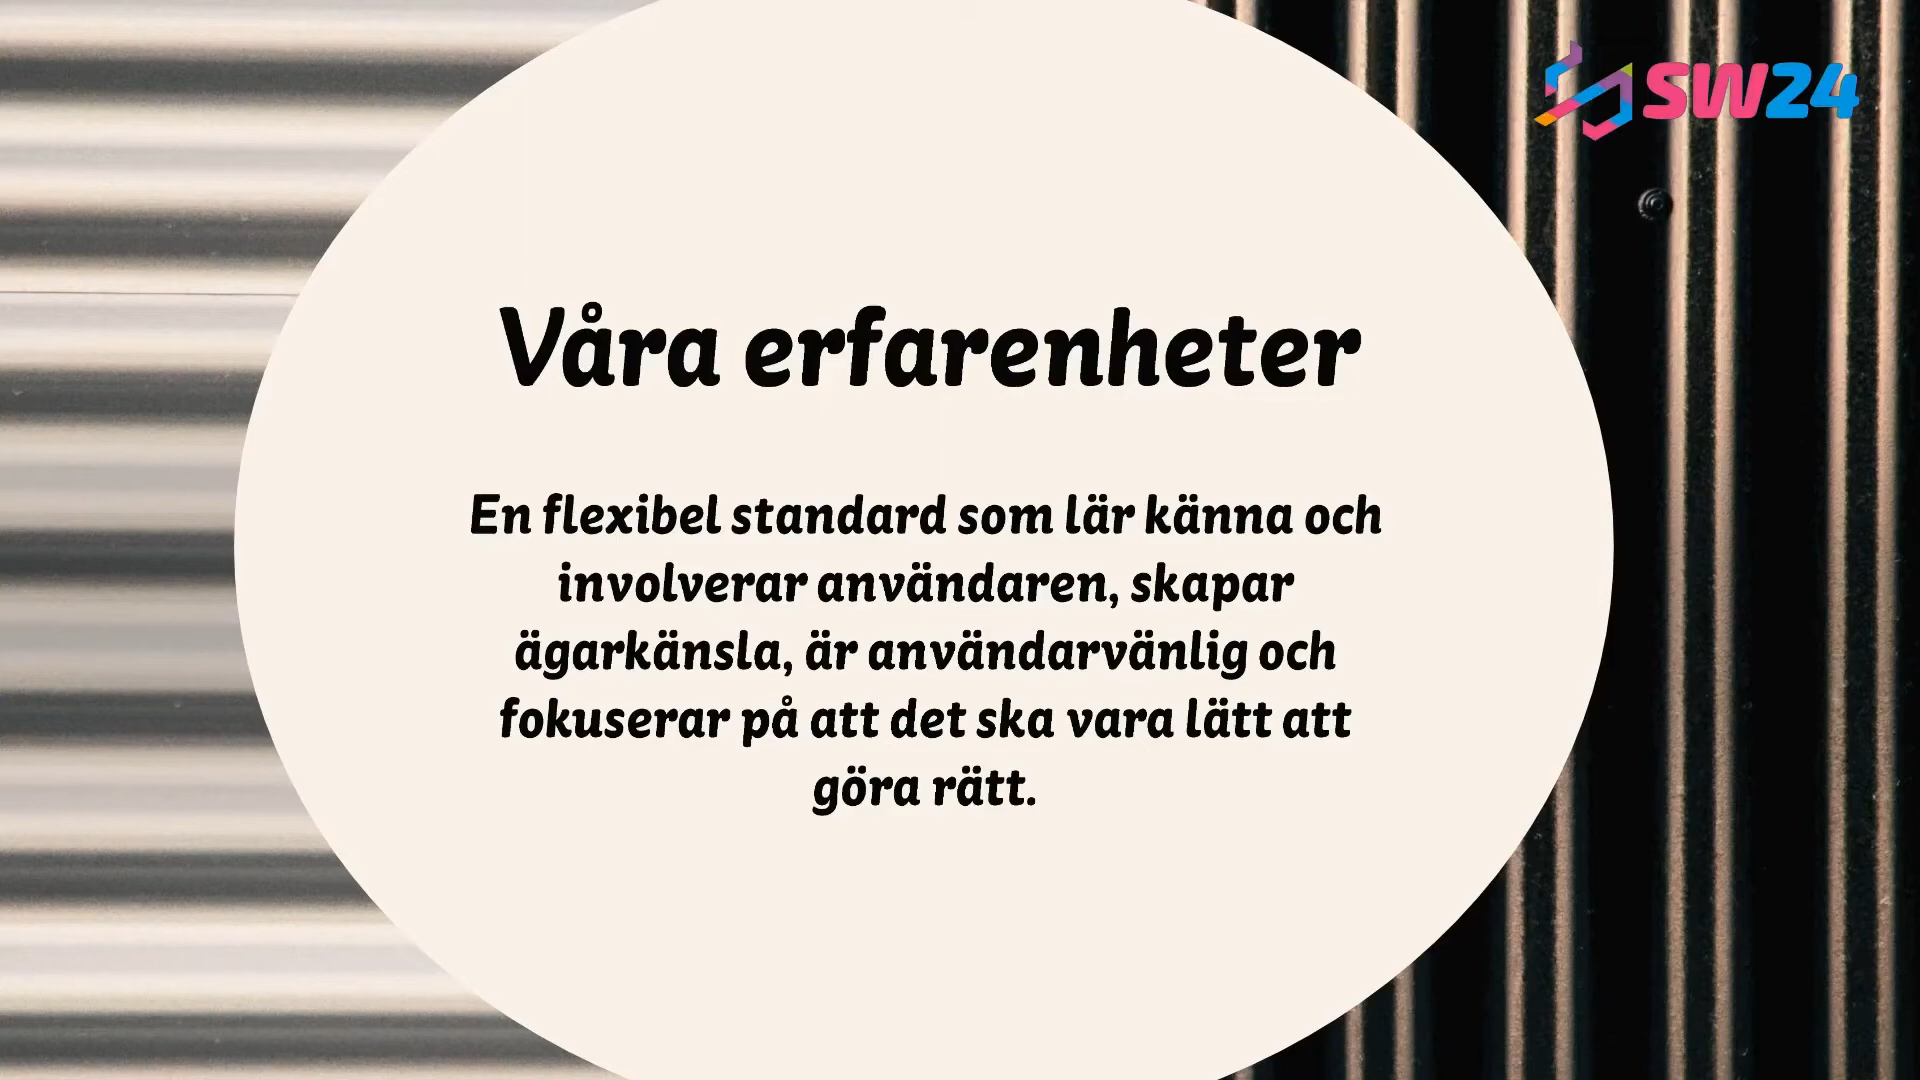 SW24
Våra erfarenheter
En flexibel standard som lär känna och
involverar användaren, skapar
ägarkänsla, är användarvänlig och
fokuserar på att det ska vara lätt att
göra rätt.